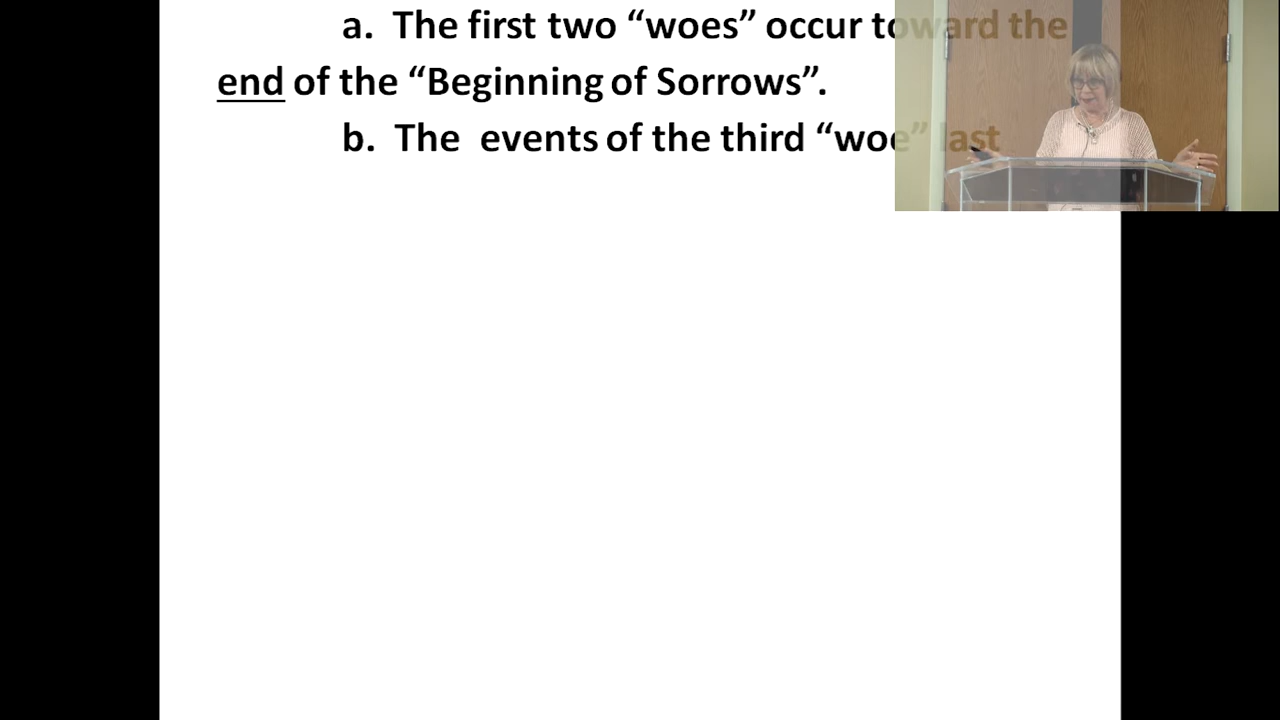 a. The first two “woes” occur toward the
end of the “Beginning of Sorrows”.
b. The events of the third “woe” last